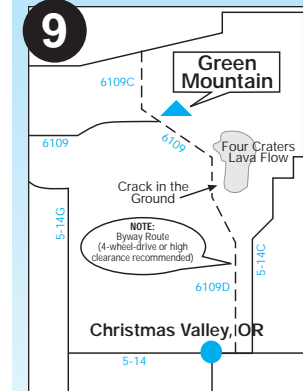 9
Green
Mountain
6109C
6109
6109
Four Craters
Lava Flow
Crack in the
Ground
5-14G
NOTE:
Byway Route
(4-wheel-drive or high
clearance recommended)
5-14C
6109D
Christmas Valley, OR
5-14